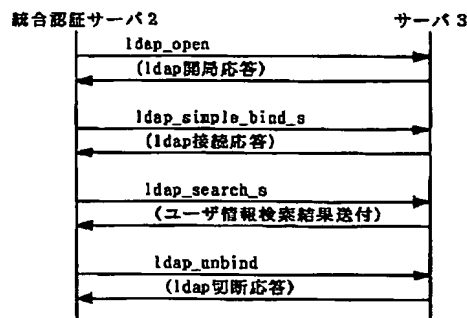 統合認証サーバ2
サーバ3
ldap_open
(ldap開局応答)
ldap_simple_bind_s
(ldap接続応答)
ldap_search_s
(ユーザ情報検索結果送付)
ldap_unbind
(ldap切断応答)